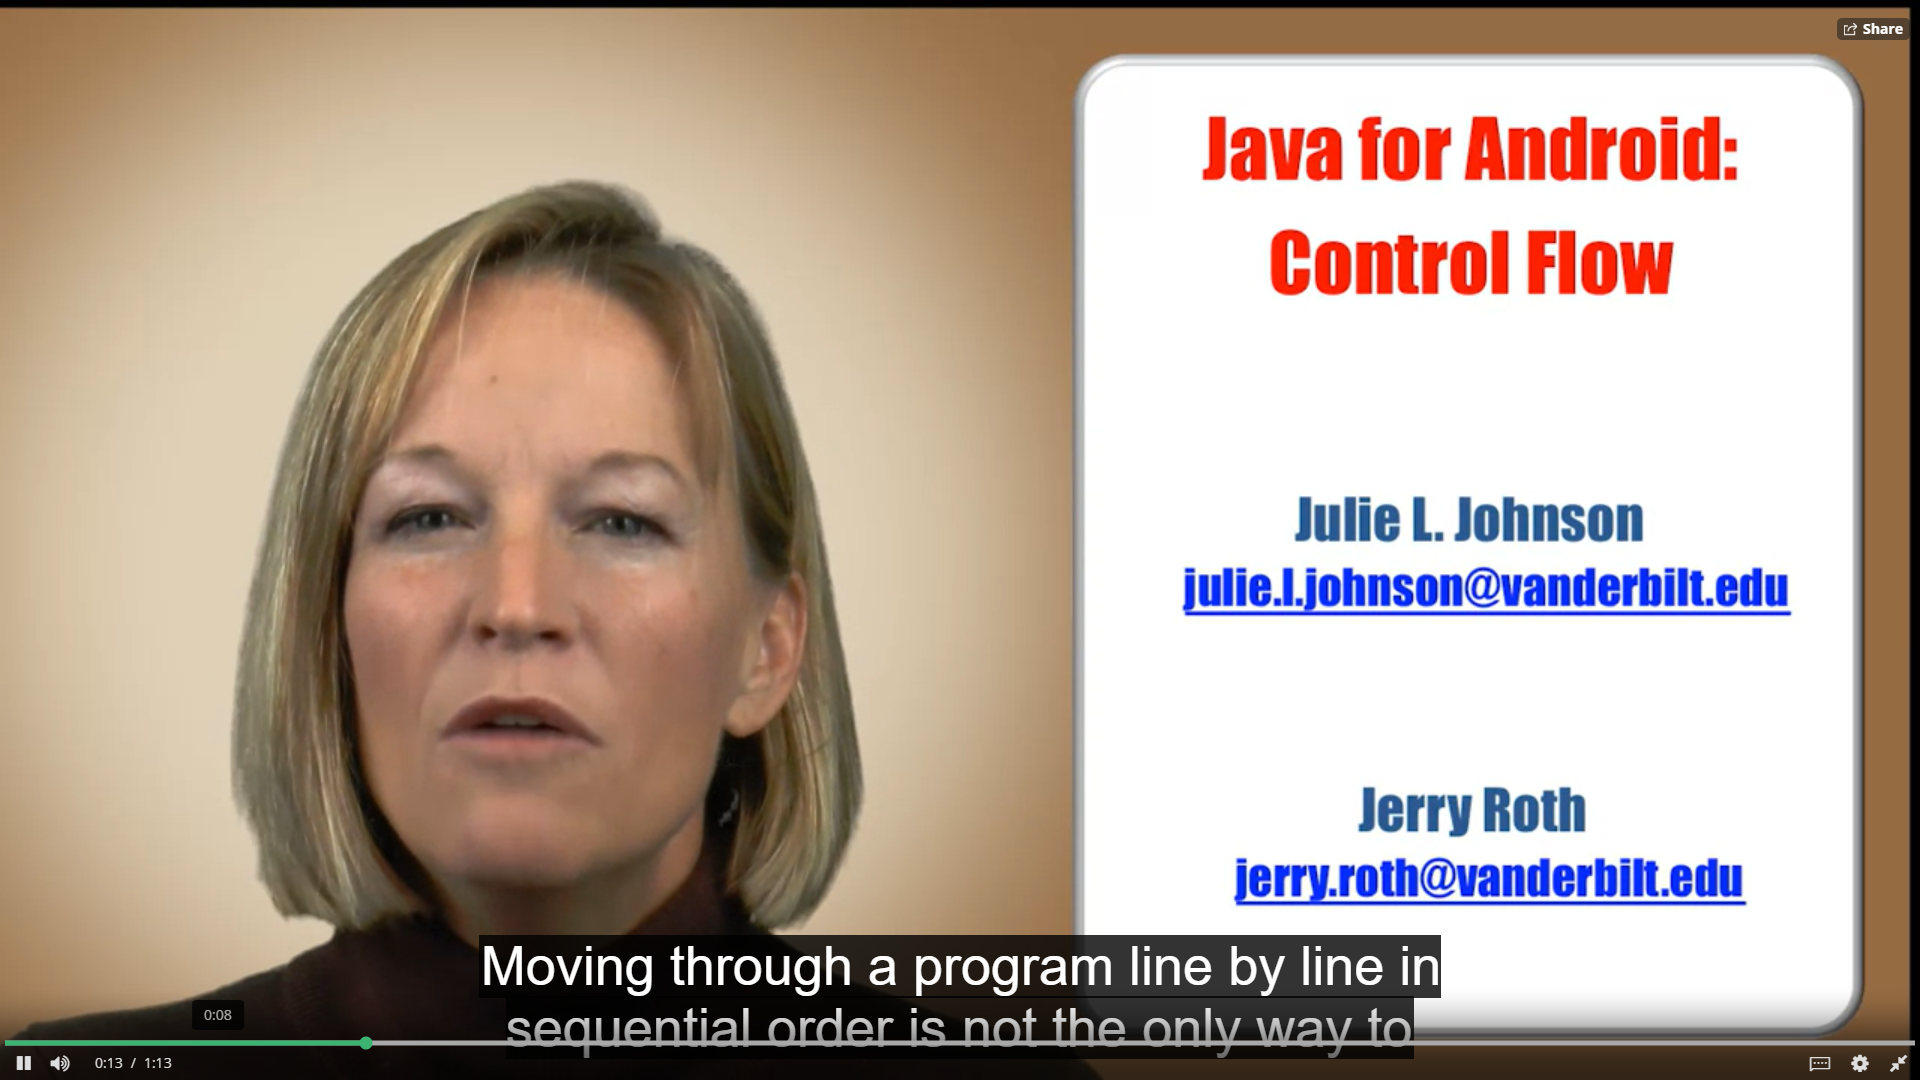 Share
Java for Android:
Control Flow
Julie L. Johnson
julie.l.johnson@vanderbilt.edu
Jerry Roth
jerry.roth@vanderbilt.edu
Moving through a program line by line in
sequential order is not the only way to
0:08
0:13 / 1:13